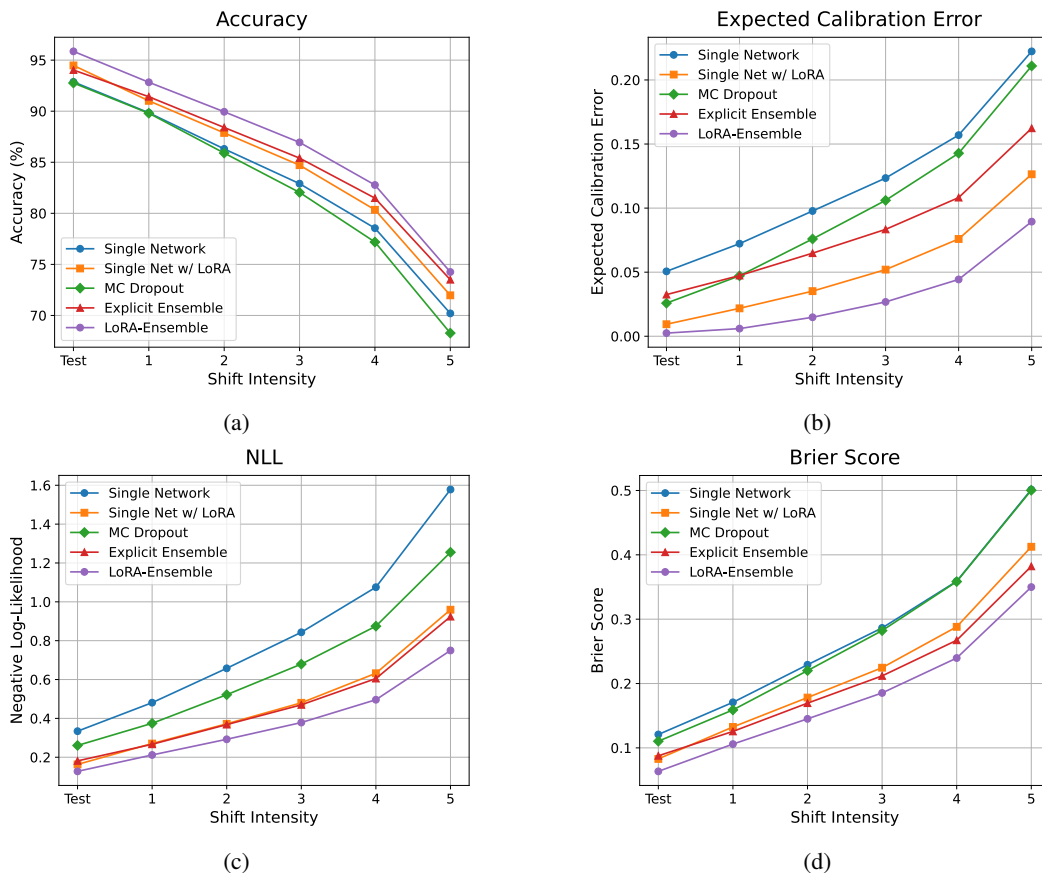 Accuracy
Accuracy (%)
95
90
85
80
75
70
Single Network
Single Net w/ LoRA
MC Dropout
Explicit Ensemble
LoRA-Ensemble
Test 1 2 3 4 5
Shift Intensity
(a)
Expected Calibration Error
Expected Calibration Error
0.20
0.15
0.10
0.05
0.00
Single Network
Single Net w/ LoRA
MC Dropout
Explicit Ensemble
LoRA-Ensemble
Test 1 2 3 4 5
Shift Intensity
(b)
NLL
Negative Log-Likelihood
1.6
1.4
1.2
1.0
0.8
0.6
0.4
0.2
Single Network
Single Net w/ LoRA
MC Dropout
Explicit Ensemble
LoRA-Ensemble
Test 1 2 3 4 5
Shift Intensity
(c)
Brier Score
Brier Score
0.5
0.4
0.3
0.2
0.1
Single Network
Single Net w/ LoRA
MC Dropout
Explicit Ensemble
LoRA-Ensemble
Test 1 2 3 4 5
Shift Intensity
(d)